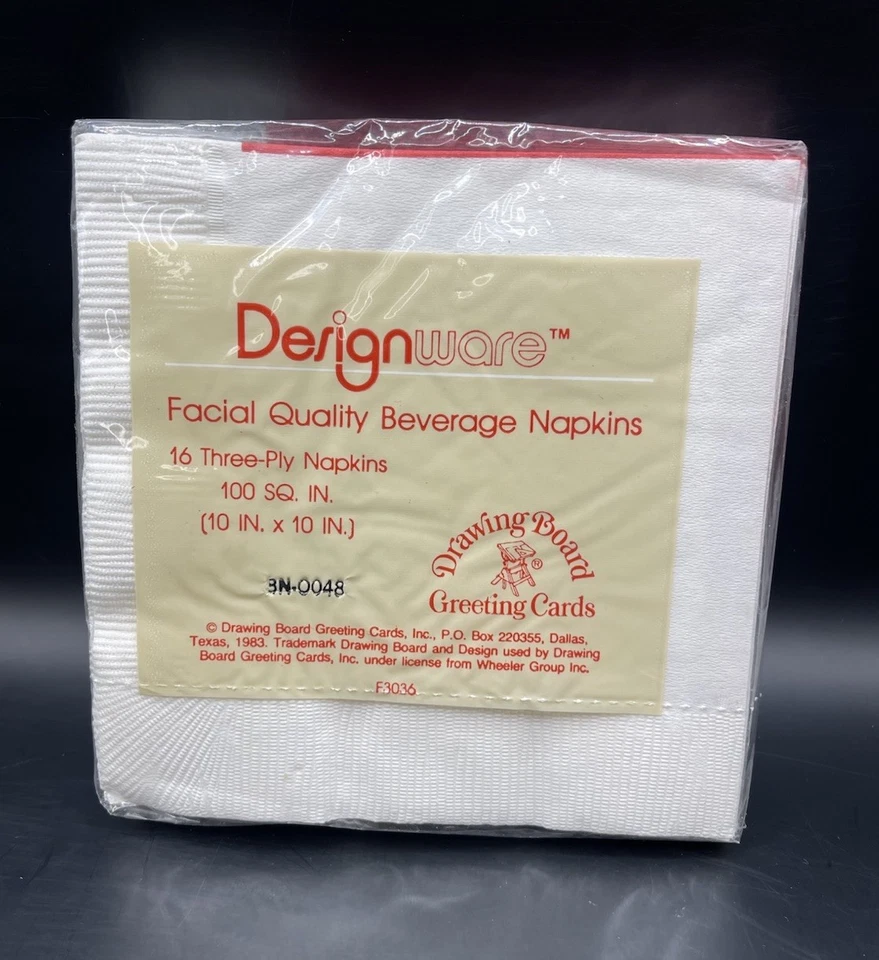 Designware™
Facial Quality Beverage Napkins
16 Three-Ply Napkins
100 SQ. IN.
(10 IN. x 10 IN.)
Drawing Board
®
Greeting Cards
3N-0048
© Drawing Board Greeting Cards, Inc., P.O. Box 220355, Dallas,
Texas, 1983. Trademark Drawing Board and Design used by Drawing
Board Greeting Cards, Inc. under license from Wheeler Group Inc.
F3036